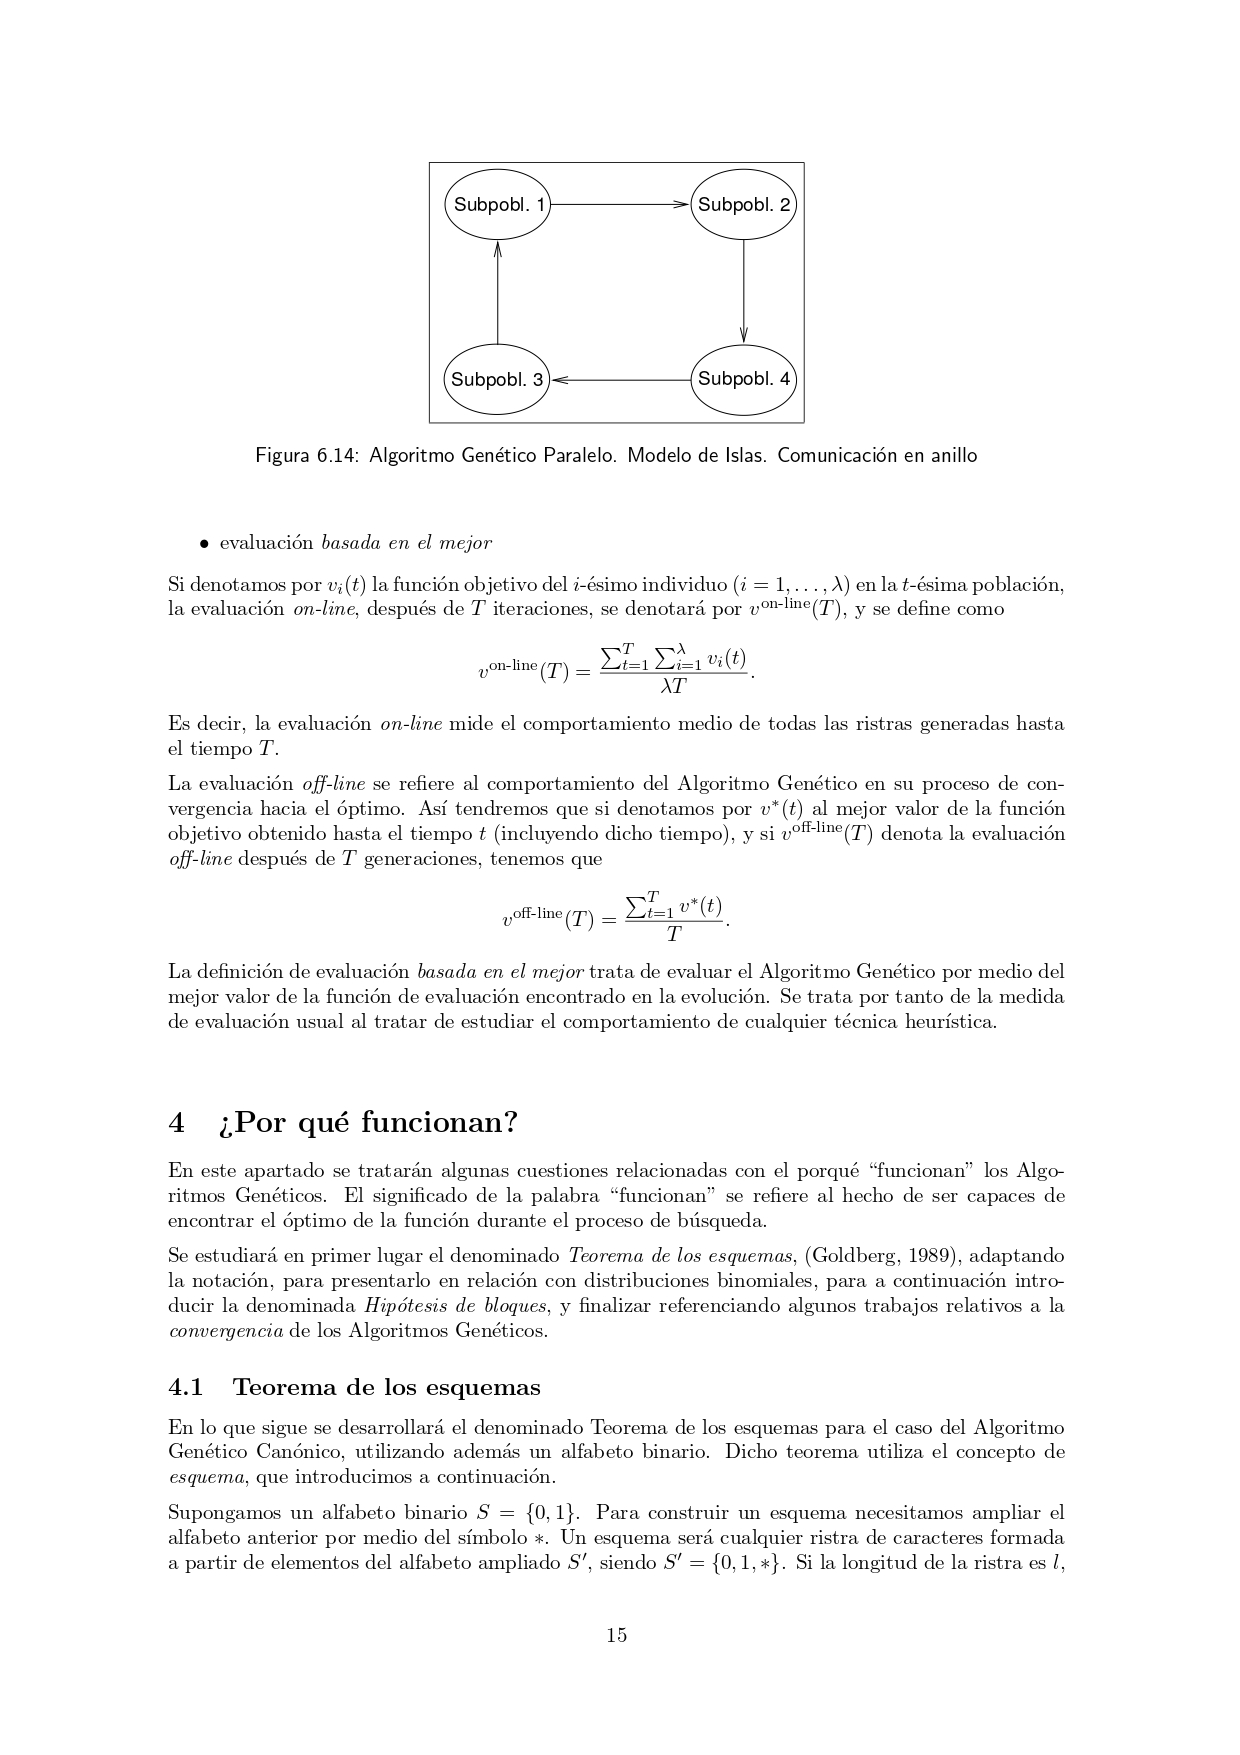 Subpobl. 1
Subpobl. 2
Subpobl. 3
Subpobl. 4
Figura 6.14: Algoritmo Genético Paralelo. Modelo de Islas. Comunicación en anillo
• evaluación basada en el mejor
Si denotamos por v_i(t) la función objetivo del i-ésimo individuo (i = 1, . . . , λ) en la t-ésima población,
la evaluación on-line, después de T iteraciones, se denotará por v^{on-line}(T), y se define como
v^{on-line}(T) = \frac{\sum_{t=1}^{T} \sum_{i=1}^{λ} v_i(t)}{λT}.
Es decir, la evaluación on-line mide el comportamiento medio de todas las ristras generadas hasta
el tiempo T.
La evaluación off-line se refiere al comportamiento del Algoritmo Genético en su proceso de con-
vergencia hacia el óptimo. Así tendremos que si denotamos por v*(t) al mejor valor de la función
objetivo obtenido hasta el tiempo t (incluyendo dicho tiempo), y si v^{off-line}(T) denota la evaluación
off-line después de T generaciones, tenemos que
v^{off-line}(T) = \frac{\sum_{t=1}^{T} v*(t)}{T}.
La definición de evaluación basada en el mejor trata de evaluar el Algoritmo Genético por medio del
mejor valor de la función de evaluación encontrado en la evolución. Se trata por tanto de la medida
de evaluación usual al tratar de estudiar el comportamiento de cualquier técnica heurística.
4 ¿Por qué funcionan?
En este apartado se tratarán algunas cuestiones relacionadas con el porqué “funcionan” los Algo-
ritmos Genéticos. El significado de la palabra “funcionan” se refiere al hecho de ser capaces de
encontrar el óptimo de la función durante el proceso de búsqueda.
Se estudiará en primer lugar el denominado Teorema de los esquemas, (Goldberg, 1989), adaptando
la notación, para presentarlo en relación con distribuciones binomiales, para a continuación intro-
ducir la denominada Hipótesis de bloques, y finalizar referenciando algunos trabajos relativos a la
convergencia de los Algoritmos Genéticos.
4.1 Teorema de los esquemas
En lo que sigue se desarrollará el denominado Teorema de los esquemas para el caso del Algoritmo
Genético Canónico, utilizando además un alfabeto binario. Dicho teorema utiliza el concepto de
esquema, que introducimos a continuación.
Supongamos un alfabeto binario S = {0, 1}. Para construir un esquema necesitamos ampliar el
alfabeto anterior por medio del símbolo ∗. Un esquema será cualquier ristra de caracteres formada
a partir de elementos del alfabeto ampliado S′, siendo S′ = {0, 1, ∗}. Si la longitud de la ristra es l,
15